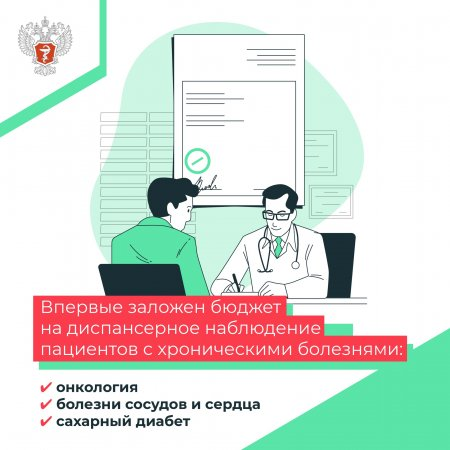 Впервые заложен бюджет
на диспансерное наблюдение
пациентов с хроническими болезнями:
онкология
болезни сосудов и сердца
сахарный диабет